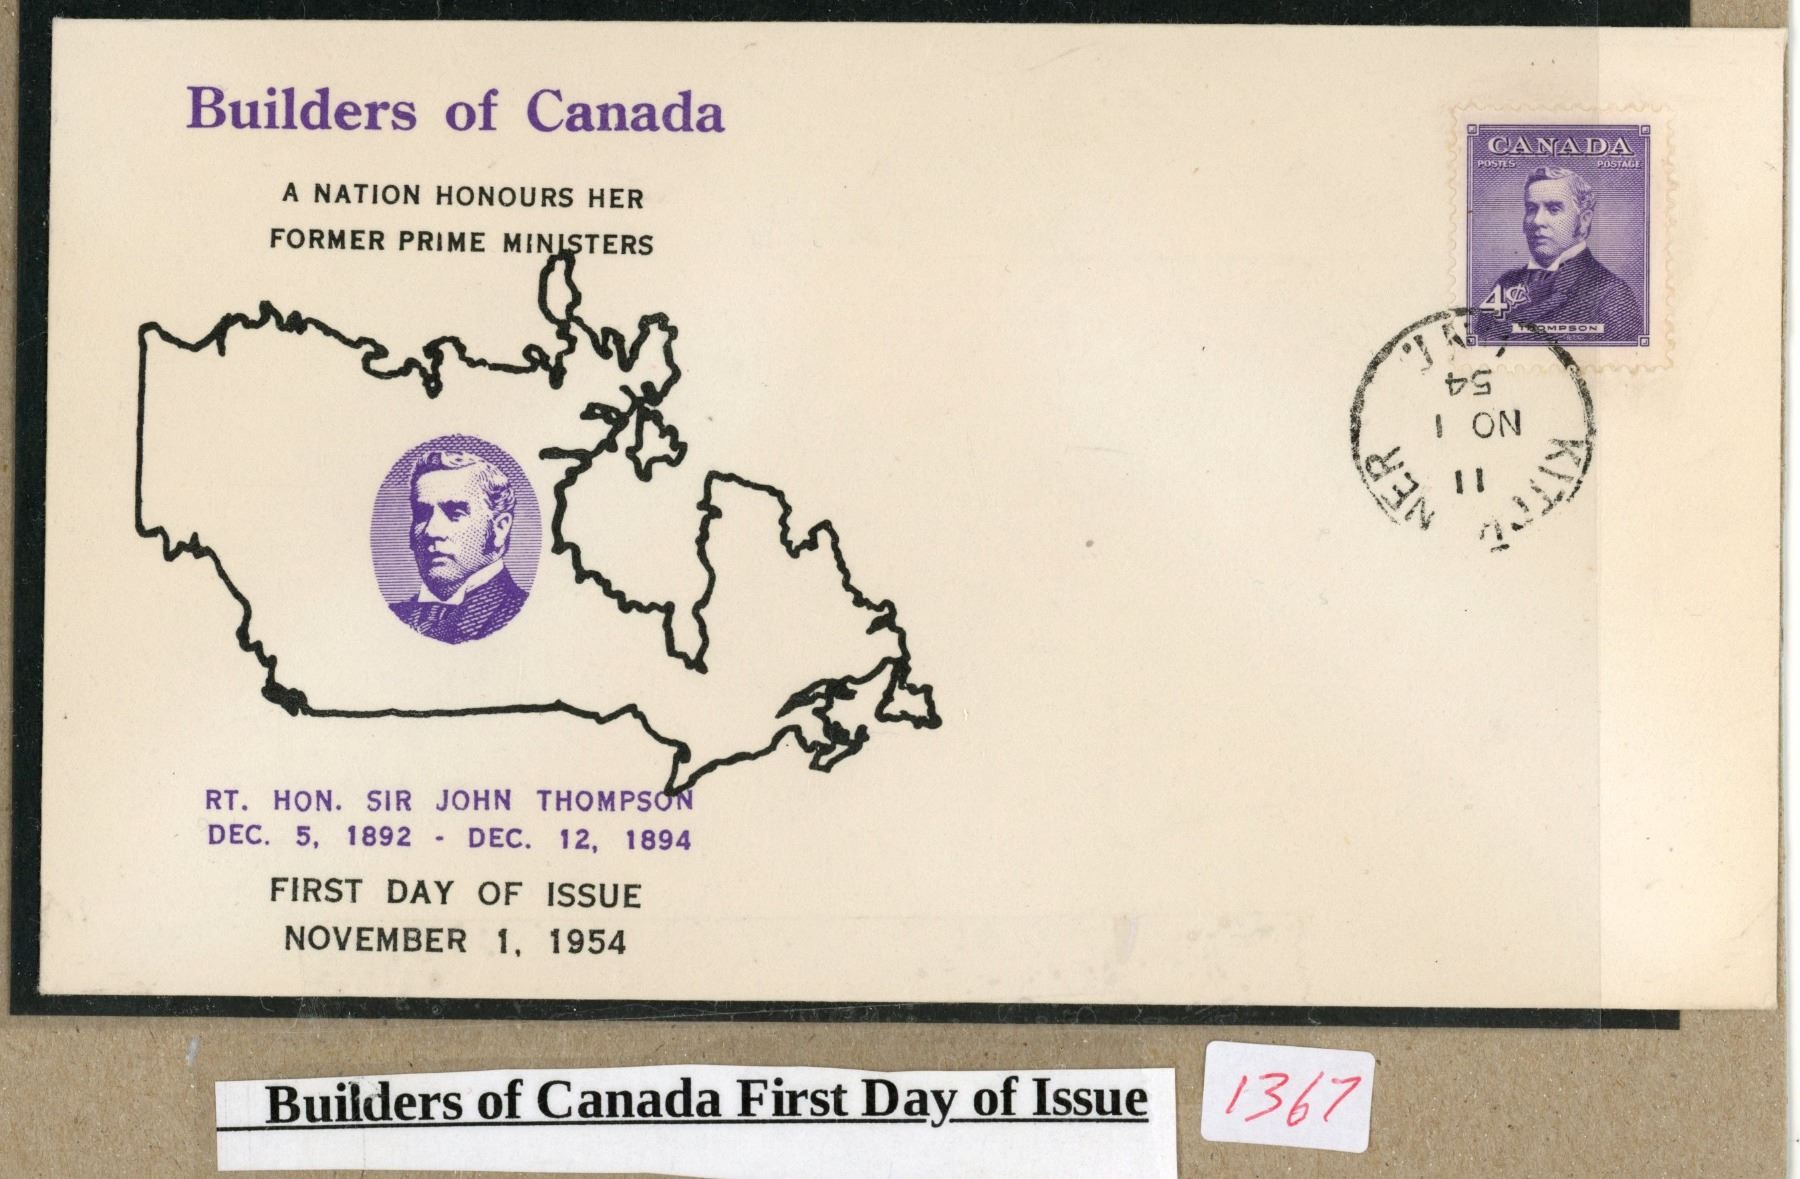 Builders of Canada
A NATION HONOURS HER
FORMER PRIME MINISTERS
CANADA
POSTES POSTAGE
4¢
THOMPSON
54
NO 1
11
RT. HON. SIR JOHN THOMPSON
DEC. 5, 1892 - DEC. 12, 1894
FIRST DAY OF ISSUE
NOVEMBER 1, 1954
Builders of Canada First Day of Issue
1367